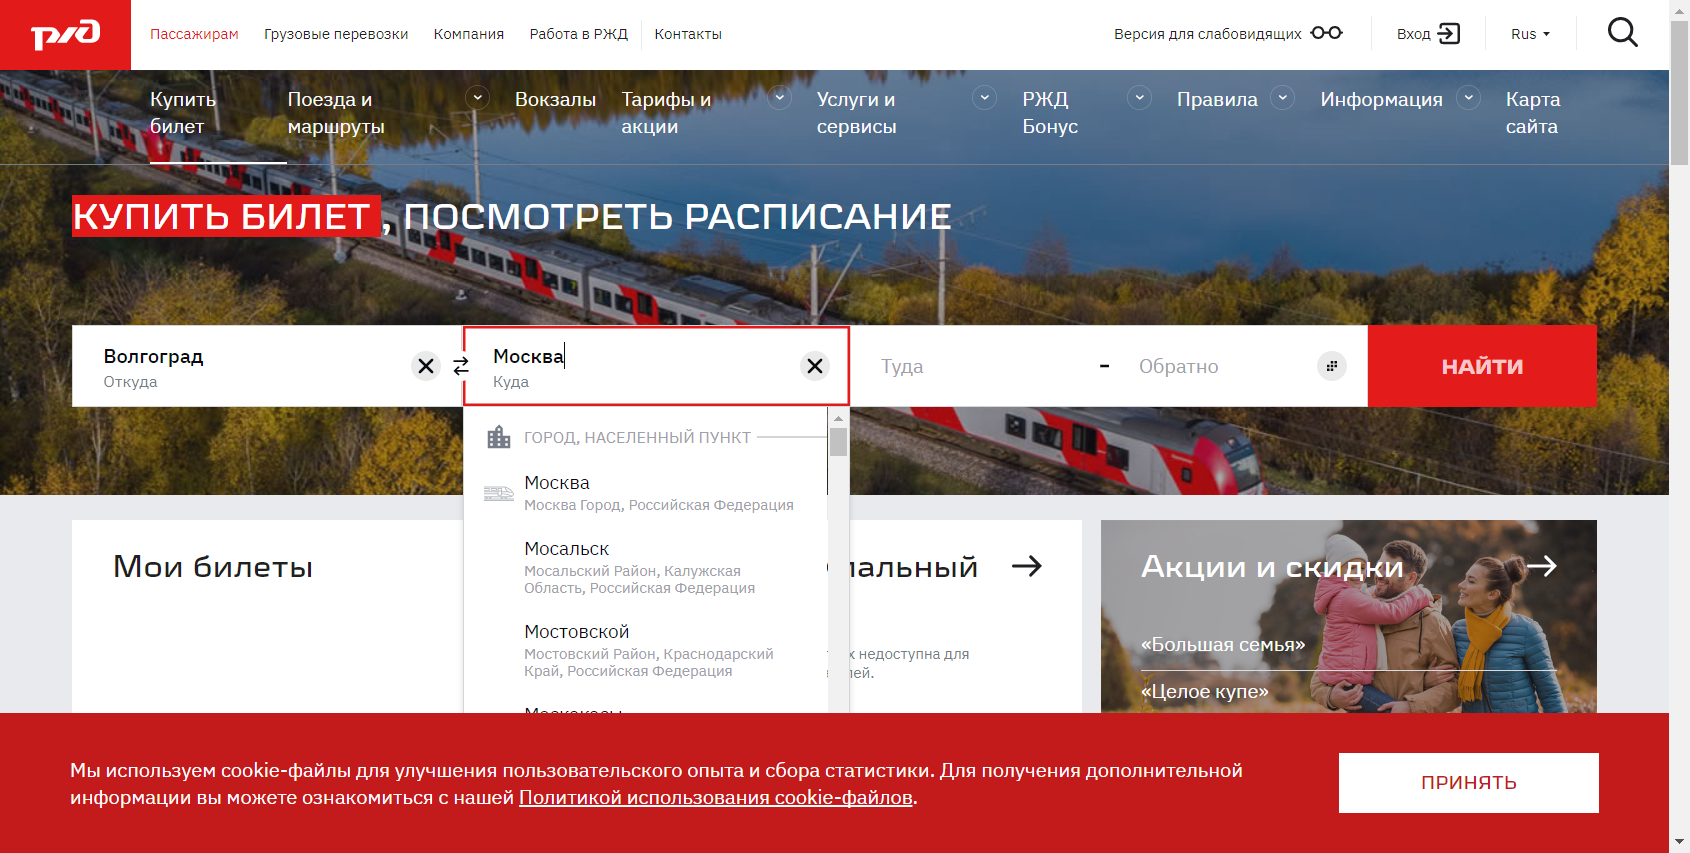 ржд
Пассажирам
Грузовые перевозки
Компания
Работа в РЖД
Контакты
Версия для слабовидящих
Вход
Rus
Купить
билет
Поезда и
маршруты
Вокзалы
Тарифы и
акции
Услуги и
сервисы
РЖД
Бонус
Правила
Информация
Карта
сайта
КУПИТЬ БИЛЕТ , ПОСМОТРЕТЬ РАСПИСАНИЕ
Волгоград
Откуда
Москва
Куда
Туда
-
Обратно
НАЙТИ
ГОРОД, НАСЕЛЕННЫЙ ПУНКТ
Москва
Москва Город, Российская Федерация
Мосальск
Мосальский Район, Калужская
Область, Российская Федерация
Мостовской
Мостовский Район, Краснодарский
Край, Российская Федерация
Мои билеты
альный
х недоступна для
лей.
Акции и скидки
«Большая семья»
«Целое купе»
Мы используем cookie-файлы для улучшения пользовательского опыта и сбора статистики. Для получения дополнительной
информации вы можете ознакомиться с нашей Политикой использования cookie-файлов.
ПРИНЯТЬ